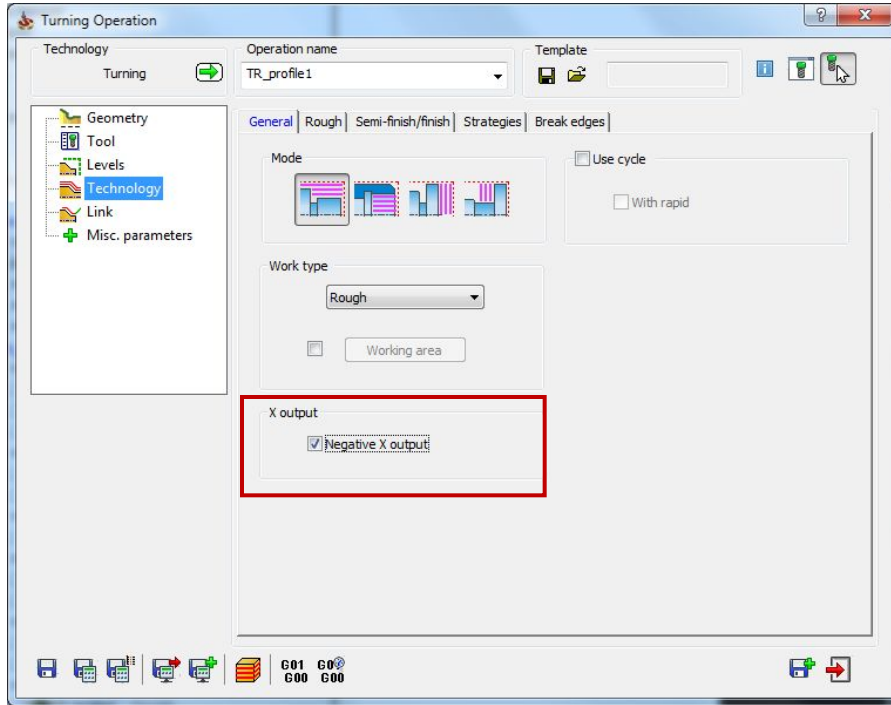 Turning Operation
Technology
Turning
Operation name
TR_profile1
Template
Geometry
Tool
Levels
Technology
Link
Misc. parameters
General Rough Semi-finish/finish Strategies Break edges
Mode
Use cycle
With rapid
Work type
Rough
Working area
X output
Negative X output
G01 G0
G00 G00